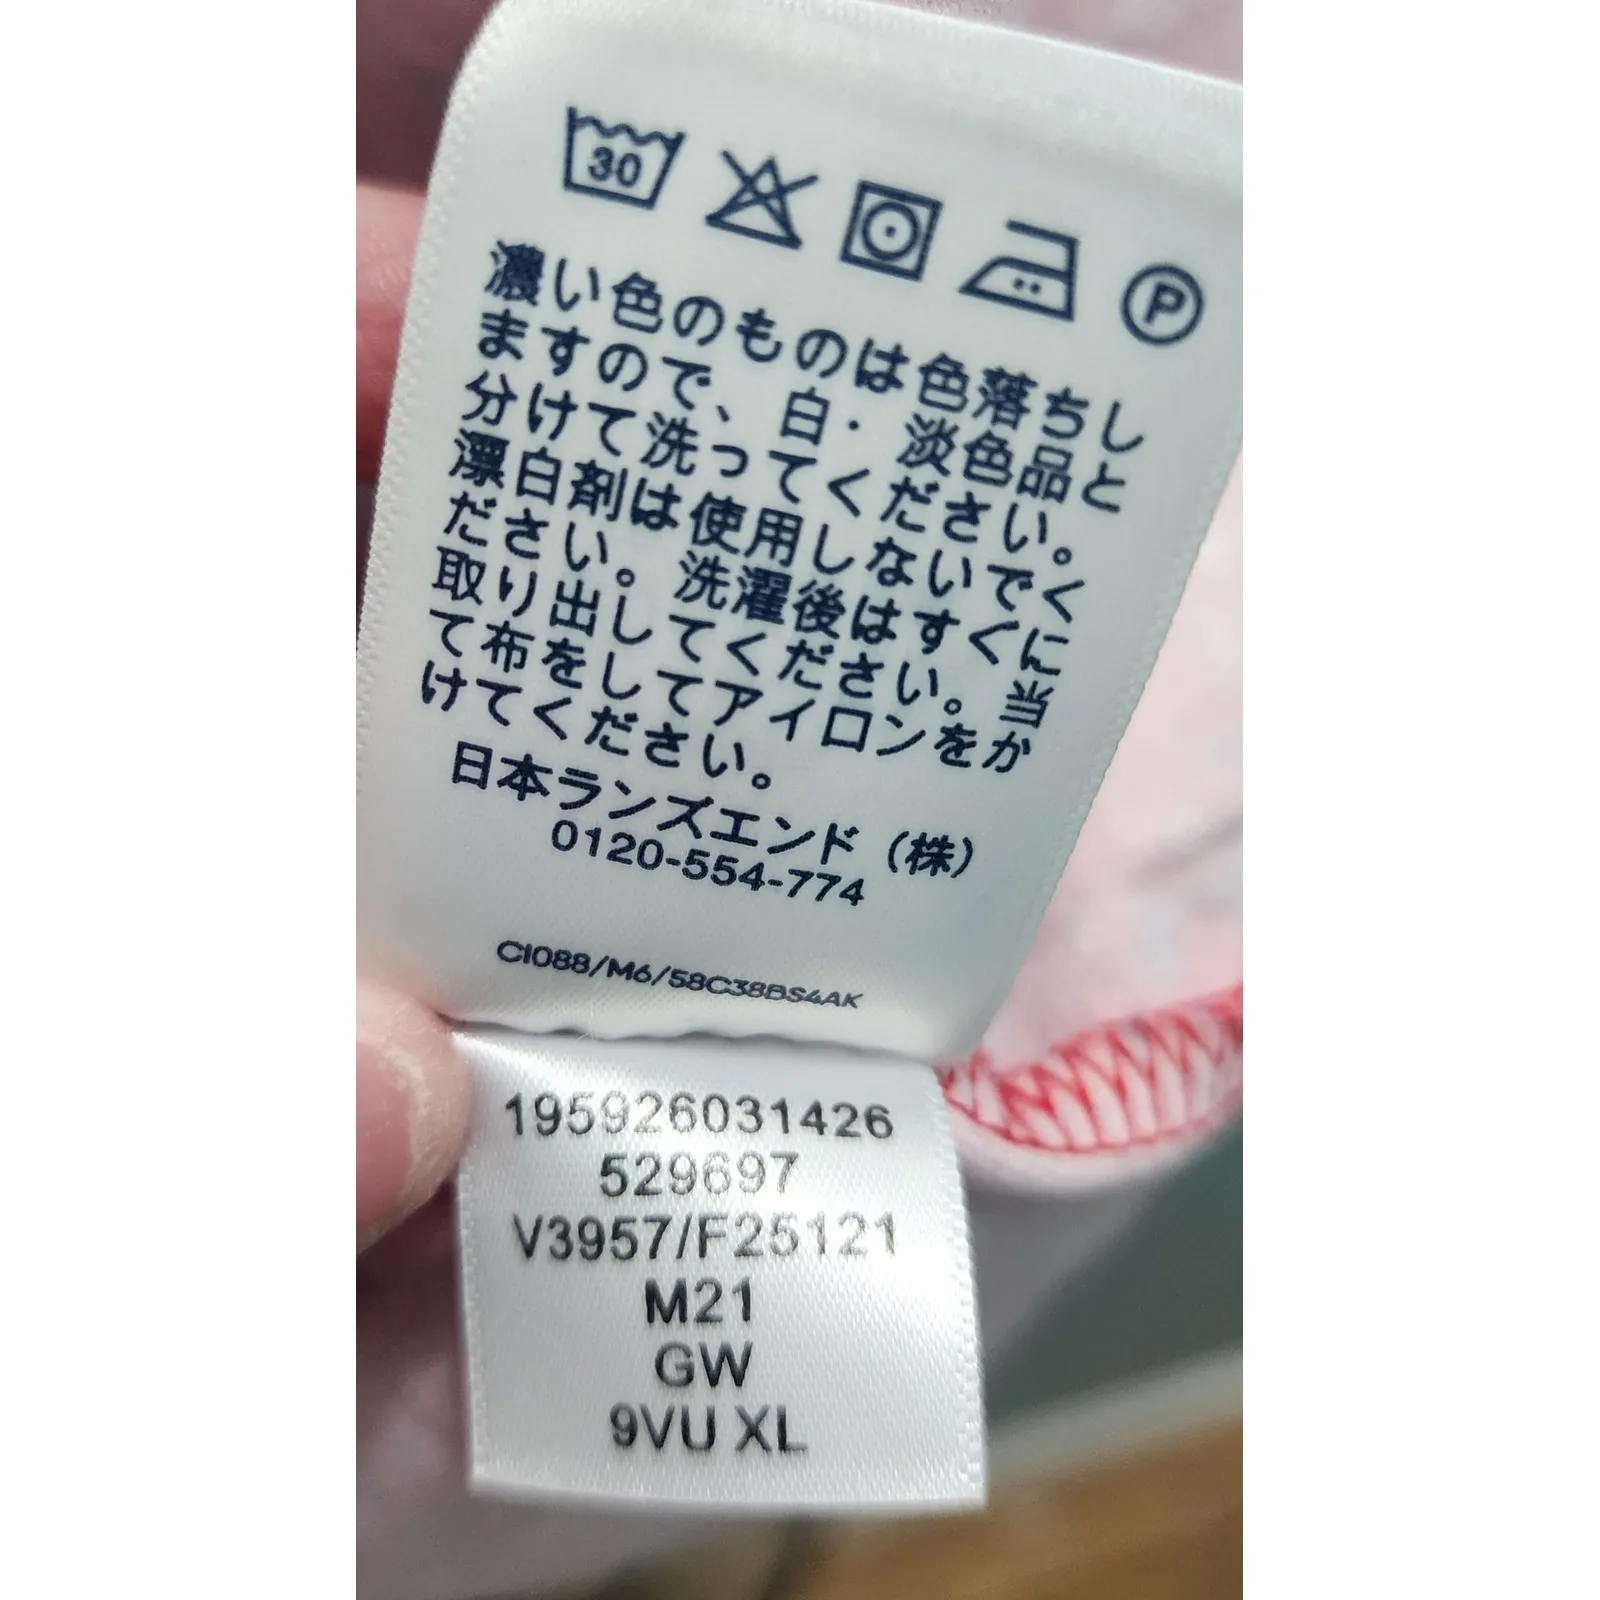 30
P
濃い色のものは色落ちし
ますので、白・淡色品と
分けて洗ってください。
漂白剤は使用しないでく
ださい。洗濯後はすぐに
取り出してください。当
て布をしてアイロンをか
けてください。
日本ランズエンド（株）
0120-554-774
CI088/M6/58C38BS4AK
195926031426
529697
V3957/F25121
M21
GW
9VU XL